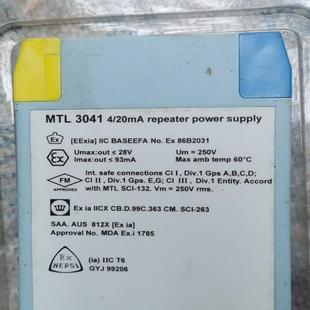 MTL 3041 4/20mA repeater power supply
[EExia] IIC BASEEFA No. Ex 86B2031
Umax:out ≤ 28V Um = 250V
Imax:out ≤ 93mA Max amb temp 60°C
Int. safe connections CI I, Div.1 Gps A,B,C,D;
CI II , Div.1 Gps. E,G; CI III , Div.1 Entity. Accord
with MTL SCI-132. Vm = 250V rms.
FM
APPROVED
Ex ia IICX CB.D.99C.363 CM. SCI-263
SAA. AUS 812X [Ex ia]
Approval No. MDA Ex.i 1785
Ex
NEPSI
(ia) IIC T6
GYJ 99206